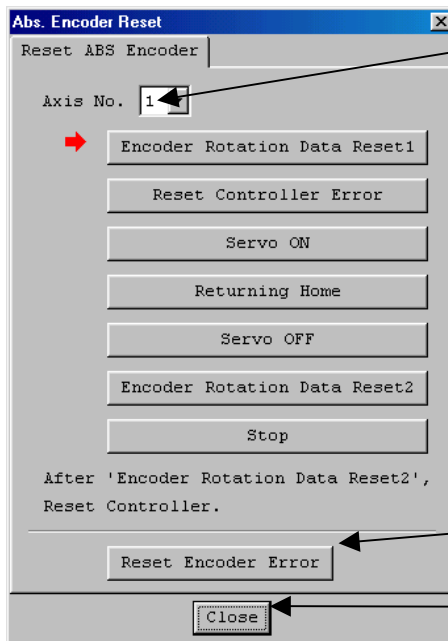 Abs. Encoder Reset
Reset ABS Encoder
Axis No. 1
Encoder Rotation Data Reset1
Reset Controller Error
Servo ON
Returning Home
Servo OFF
Encoder Rotation Data Reset2
Stop
After 'Encoder Rotation Data Reset2',
Reset Controller.
Reset Encoder Error
Close